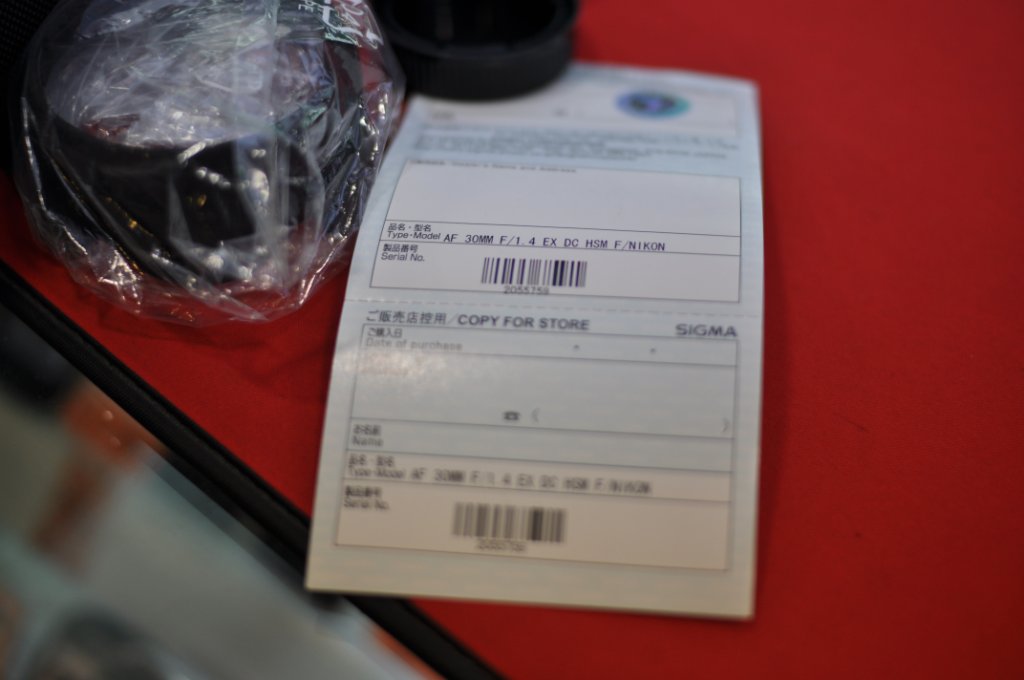 品名・型名
Type-Model AF 30MM F/1.4 EX DC HSM F/NIKON
製品番号
Serial No.
2055759
ご販売店控用/COPY FOR STORE SIGMA
ご購入日
Date of purchase
お名前
Name
品名・型名
Type-Model AF 30MM F/1.4 EX DC HSM F/NIKON
製品番号
Serial No.
2055759